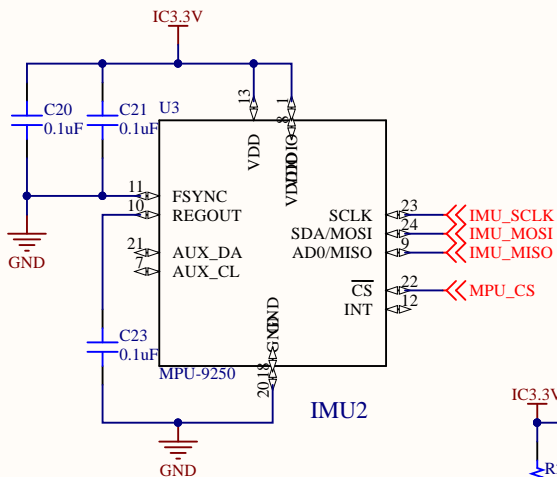 IC3.3V
C20
0.1uF
C21
0.1uF
U3
13
1
8
VDD
VDDIO
11
FSYNC
10
REGOUT
21
AUX_DA
7
AUX_CL
SCLK
23
IMU_SCLK
SDA/MOSI
24
IMU_MOSI
AD0/MISO
9
IMU_MISO
CS
22
MPU_CS
INT
12
GND
C23
0.1uF
GND
18
20
MPU-9250
IMU2
GND
IC3.3V